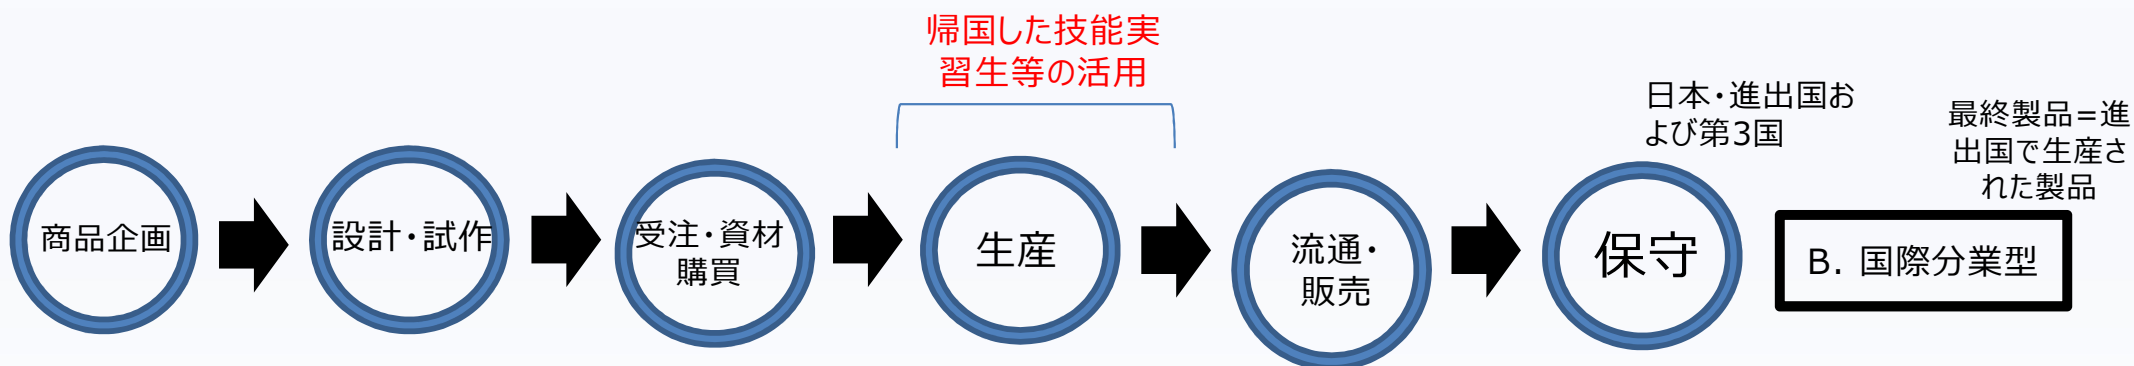 帰国した技能実
習生等の活用
日本・進出国お
よび第3国
最終製品=進
出国で生産さ
れた製品
商品企画
設計・試作
受注・資材
購買
生産
流通・
販売
保守
B. 国際分業型